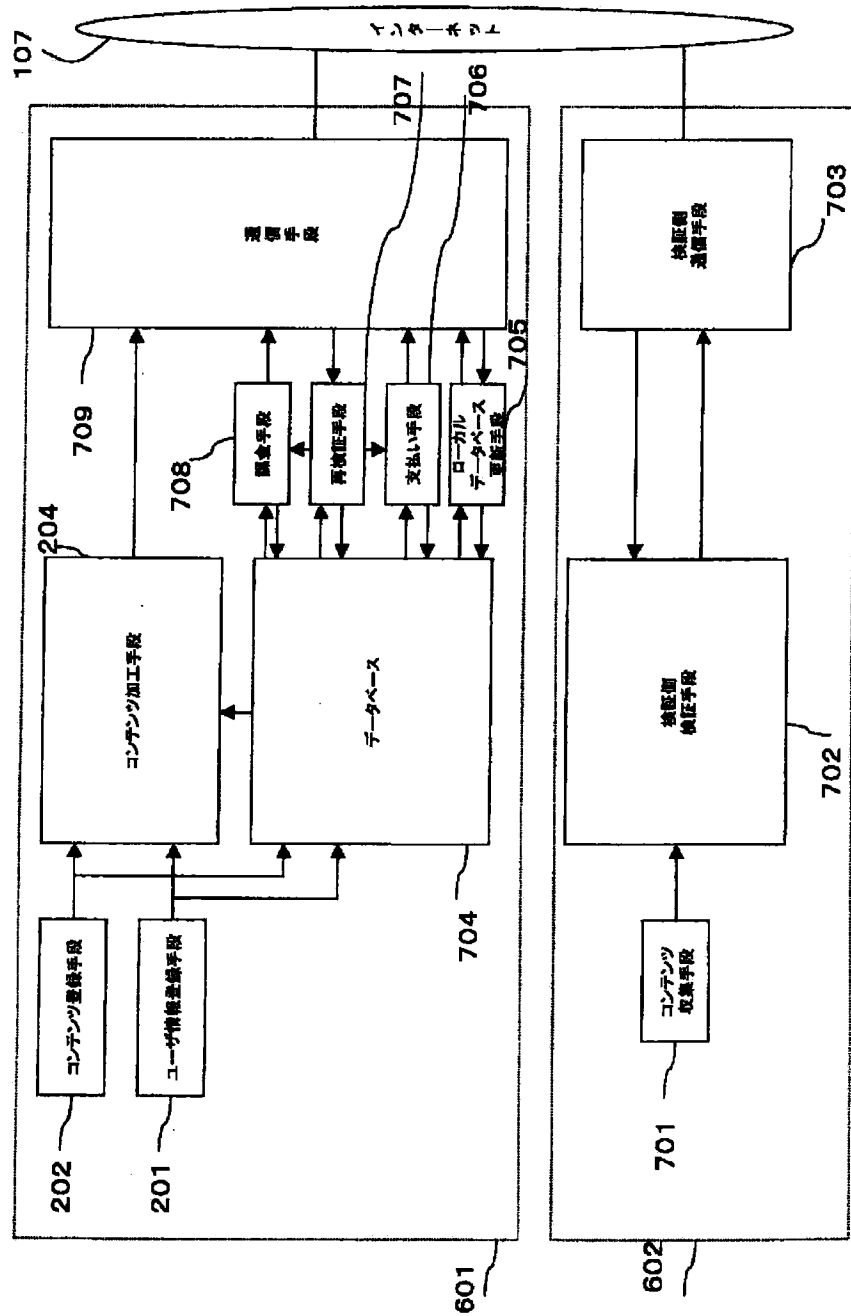 107
インターネット
707
706
通信手段
709
705
703
検証側
通信手段
708
課金手段
再検証手段
支払い手段
ローカル
データベース
更新手段
204
コンテンツ加工手段
データベース
検証側
検証手段
702
704
コンテンツ登録手段
ユーザ情報登録手段
202
201
コンテンツ
収集手段
701
601
602